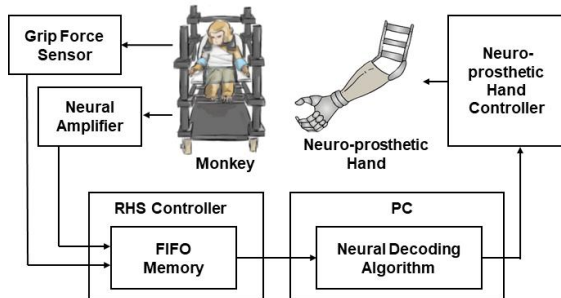 Grip Force
Sensor
Neural
Amplifier
Monkey
Neuro-prosthetic
Hand
Neuro-
prosthetic
Hand
Controller
RHS Controller
FIFO
Memory
PC
Neural Decoding
Algorithm